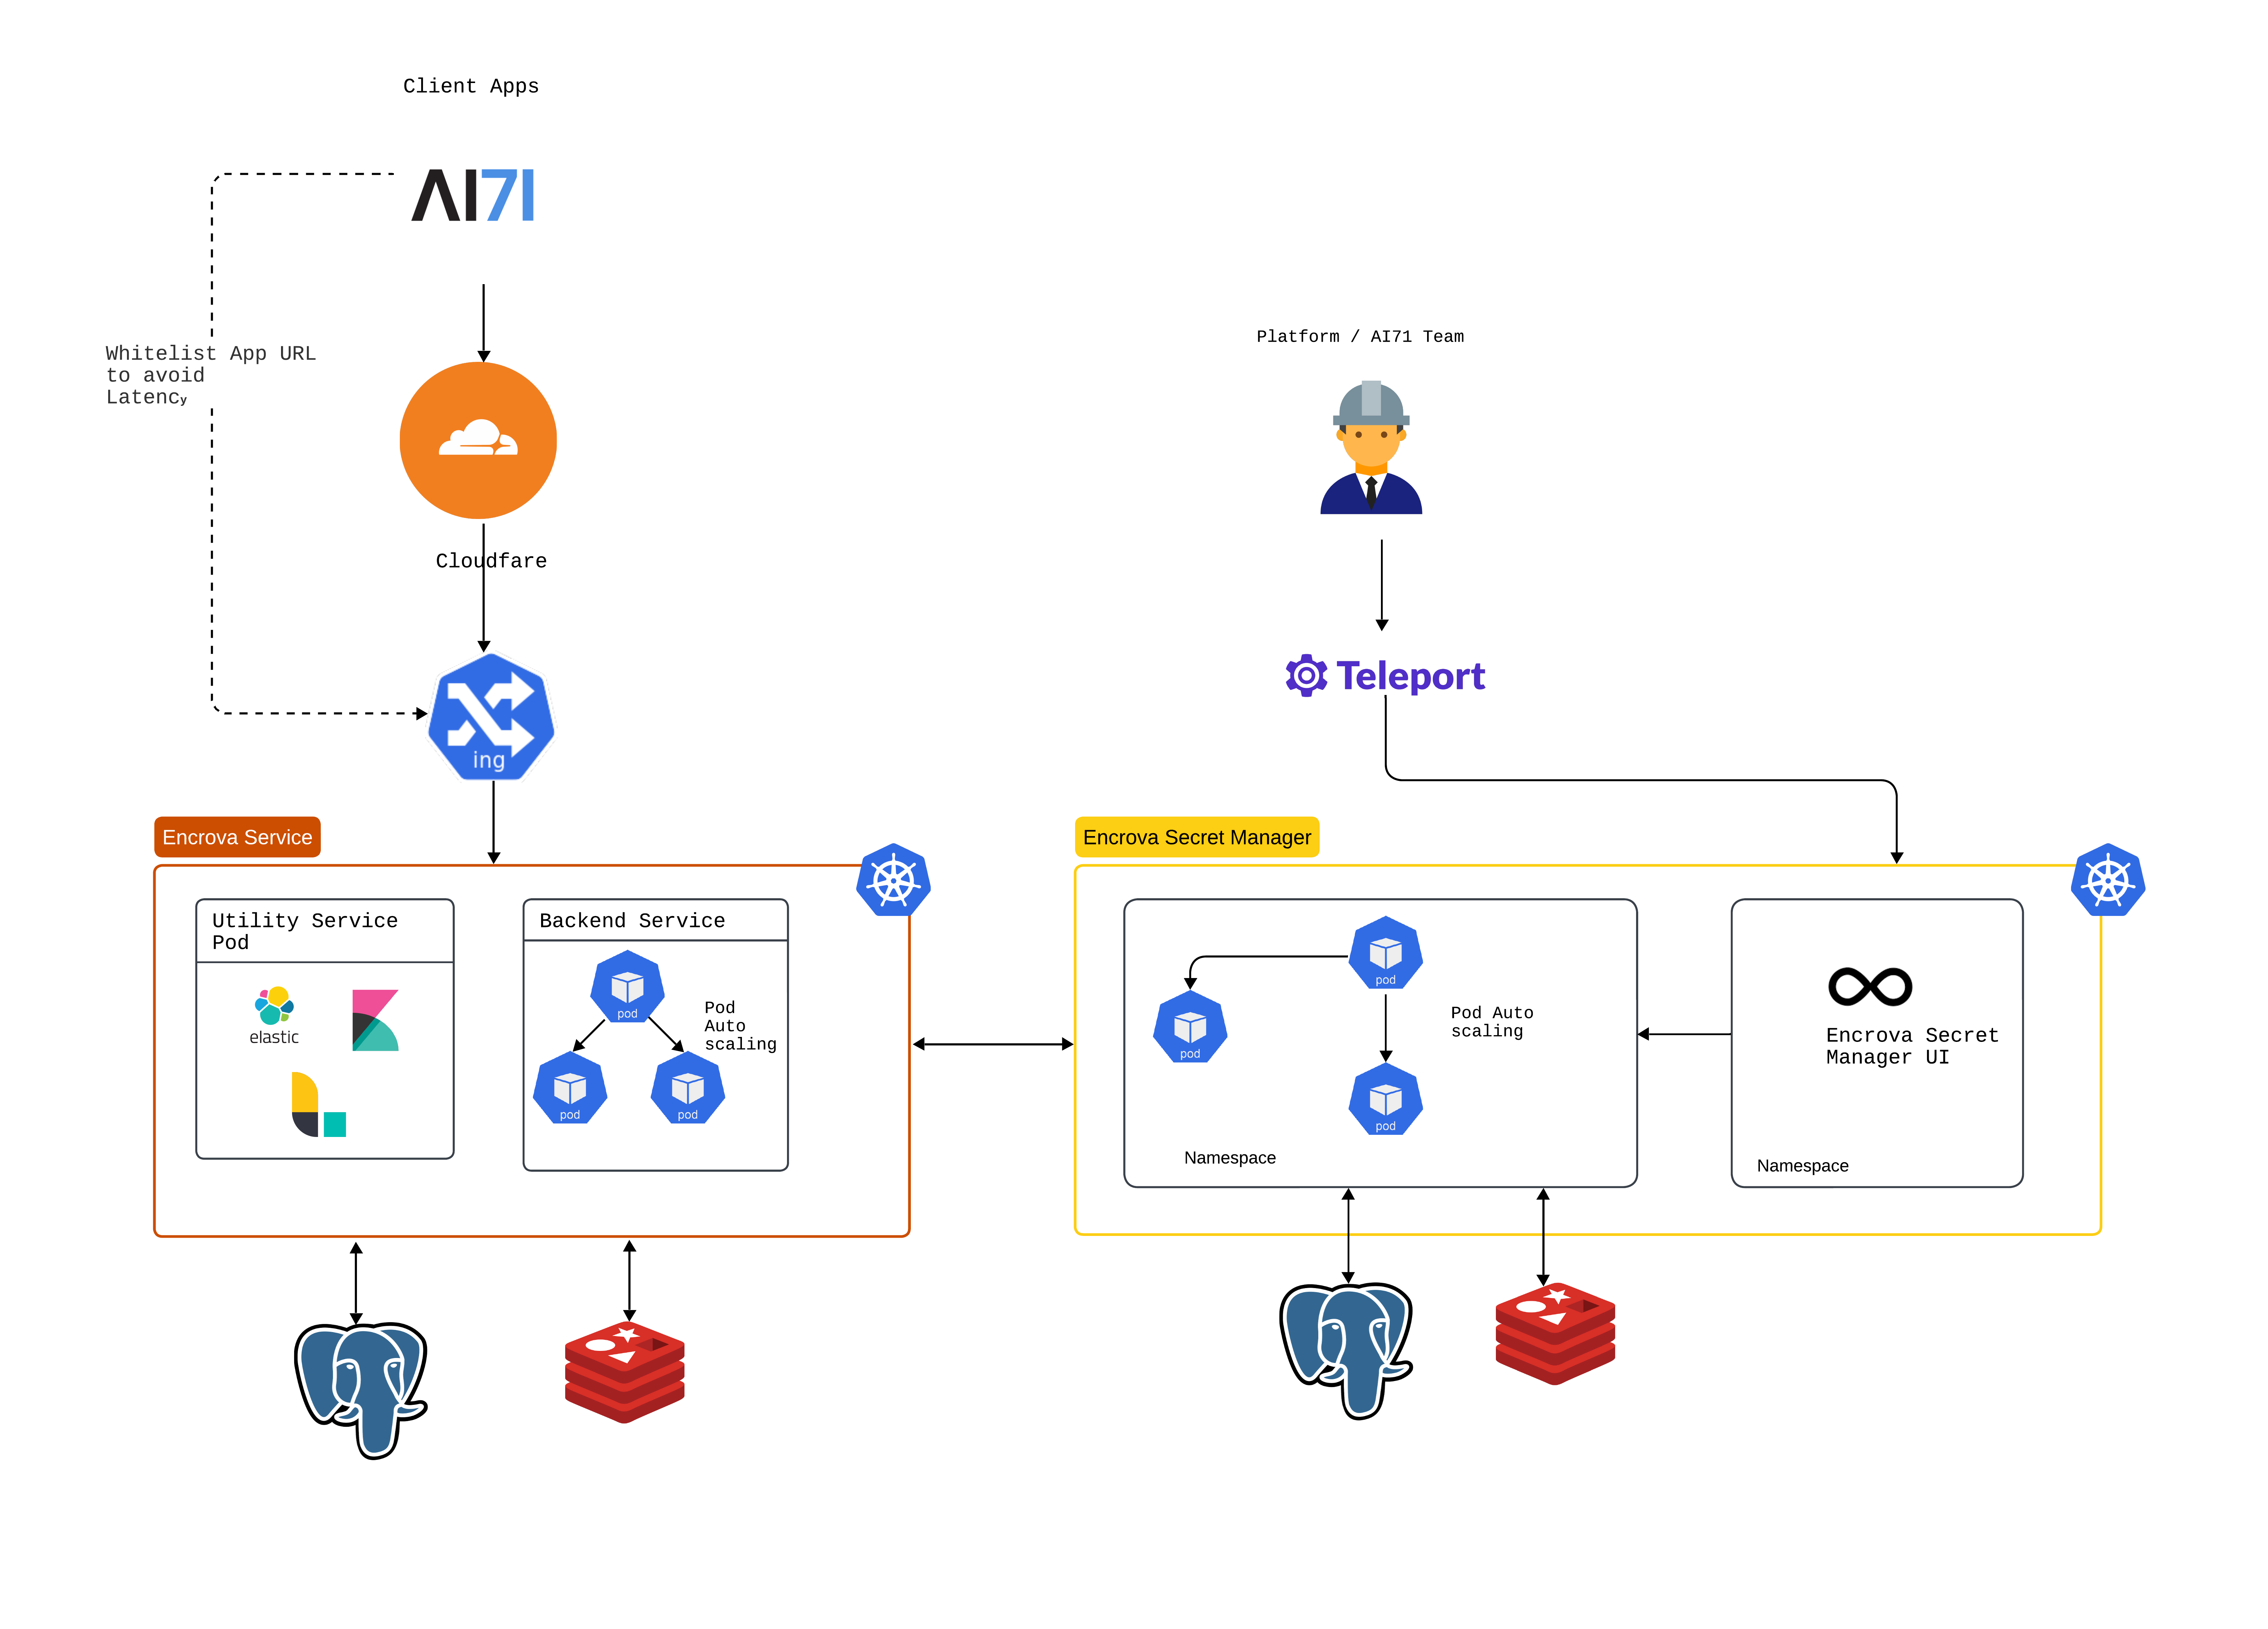 Client Apps
AI71
Whitelist App URL
to avoid
Latency
Cloudfare
ing
Platform / AI71 Team
Teleport
Encrova Service
Utility Service
Pod
elastic
Backend Service
pod
Pod
Auto
scaling
pod
pod
Encrova Secret Manager
pod
pod
Pod Auto
scaling
pod
Namespace
Encrova Secret
Manager UI
Namespace